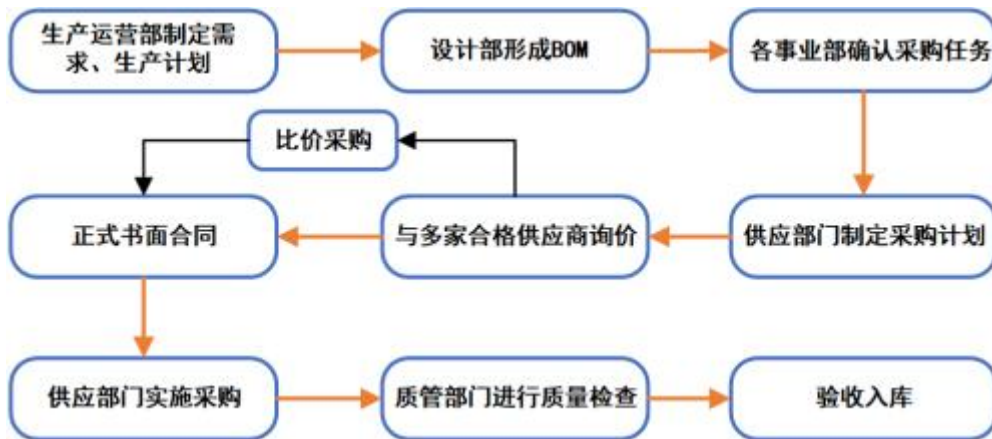 生产运营部制定需
求、生产计划
设计部形成BOM
各事业部确认采购任务
比价采购
正式书面合同
与多家合格供应商询价
供应部门制定采购计划
供应部门实施采购
质管部门进行质量检查
验收入库